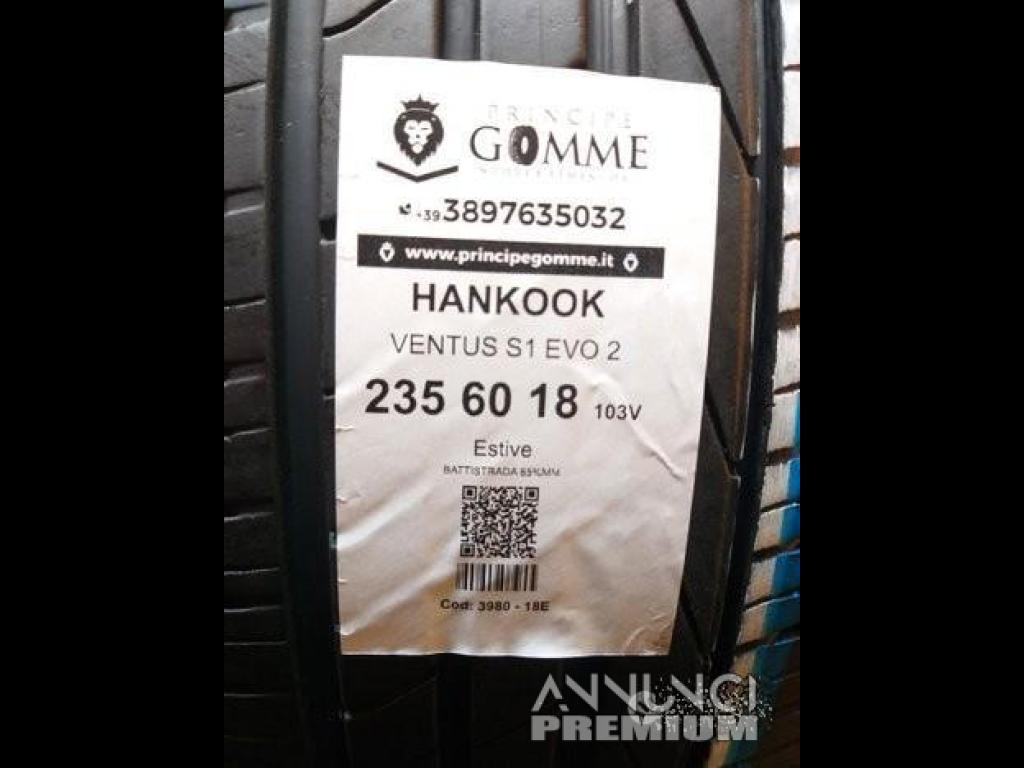 PRINCIPE
GOMME
+39 3897635032
www.principegomme.it
HANKOOK
VENTUS S1 EVO 2
235 60 18 103V
Estive
BATTISTRADA
Cod: 3980 - 18E
ANNUNCI
PREMIUM